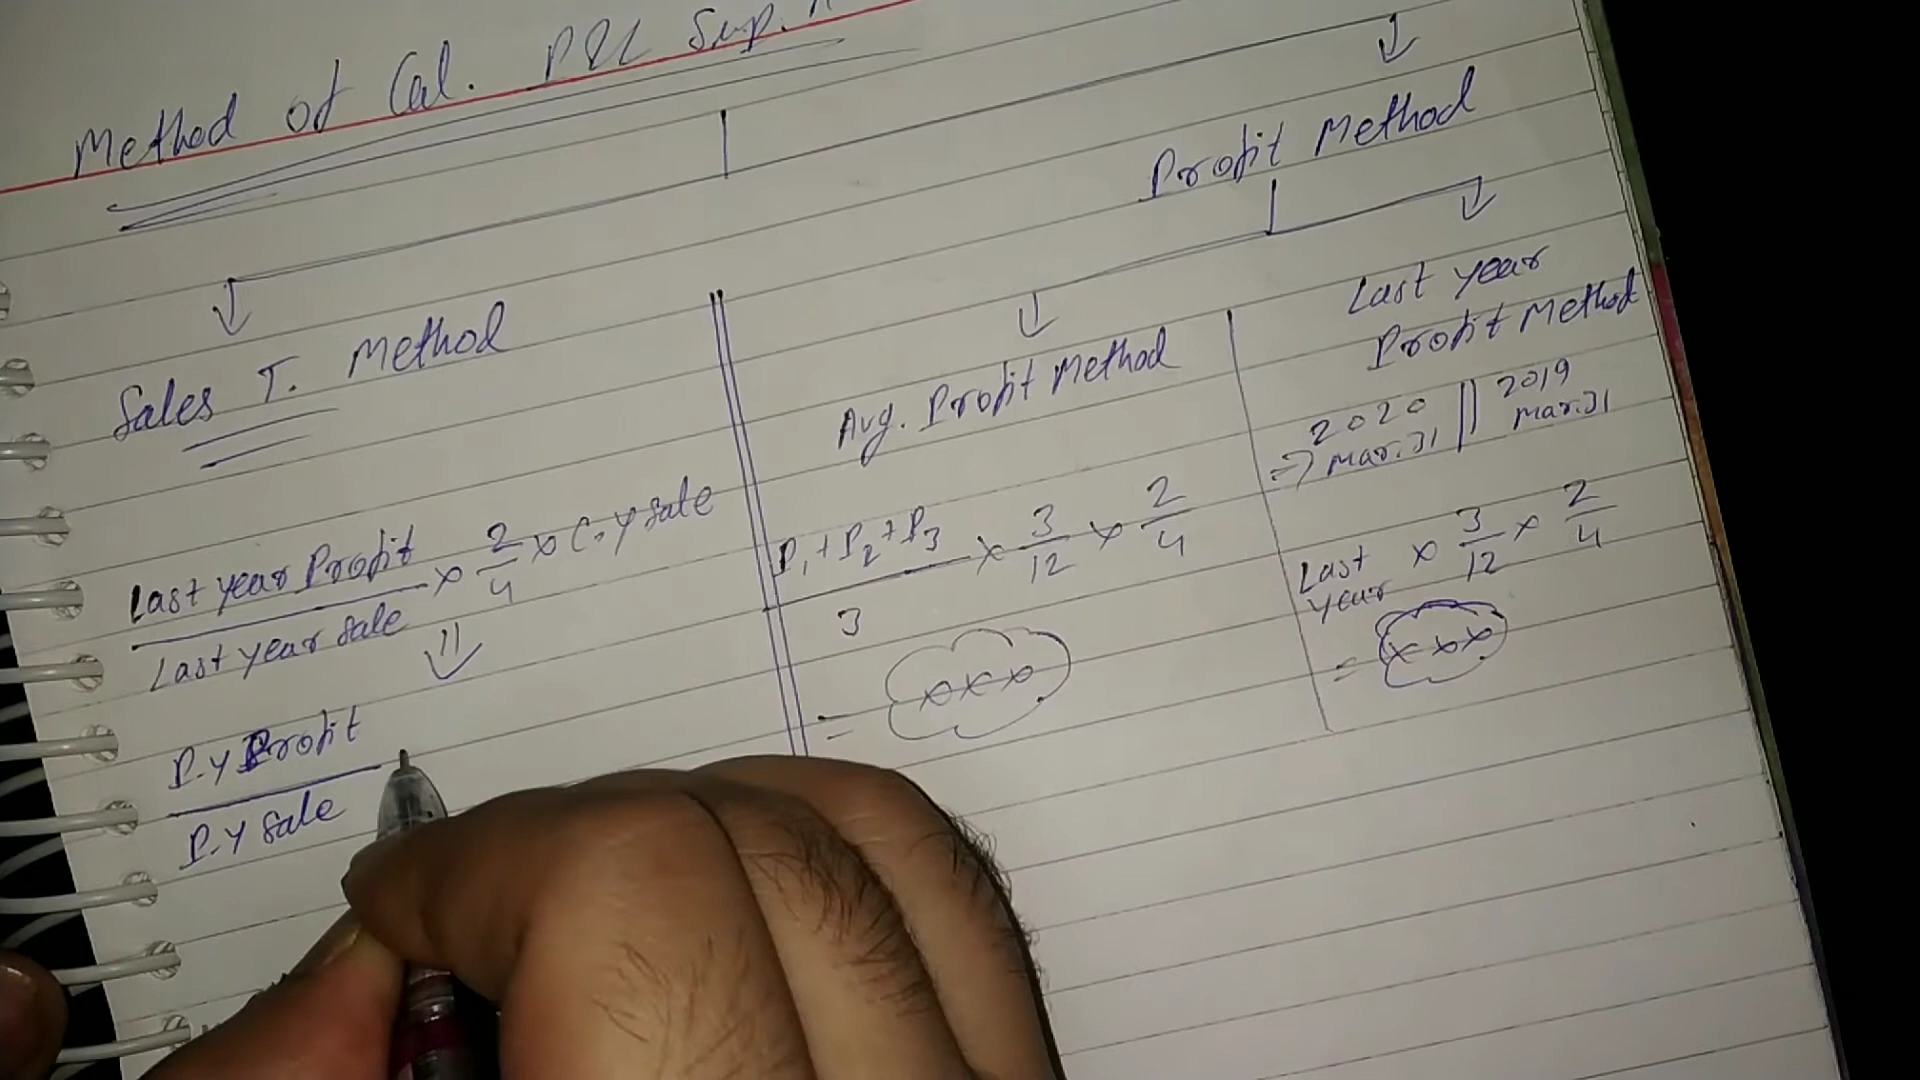 Method of Cal. P&L Sup. A
Profit Method
Sales T. Method
Last year Profit / Last year sale × 2/4 × C.Y sale
P.Y Profit
P.Y sale
Avg. Profit Method
P1 + P2 + P3 / 3 × 3/12 × 2/4
= ×××
Last year
Profit Method
⇒ 2020 Mar.31 || 2019 Mar.31
Last year × 3/12 × 2/4
= ×××